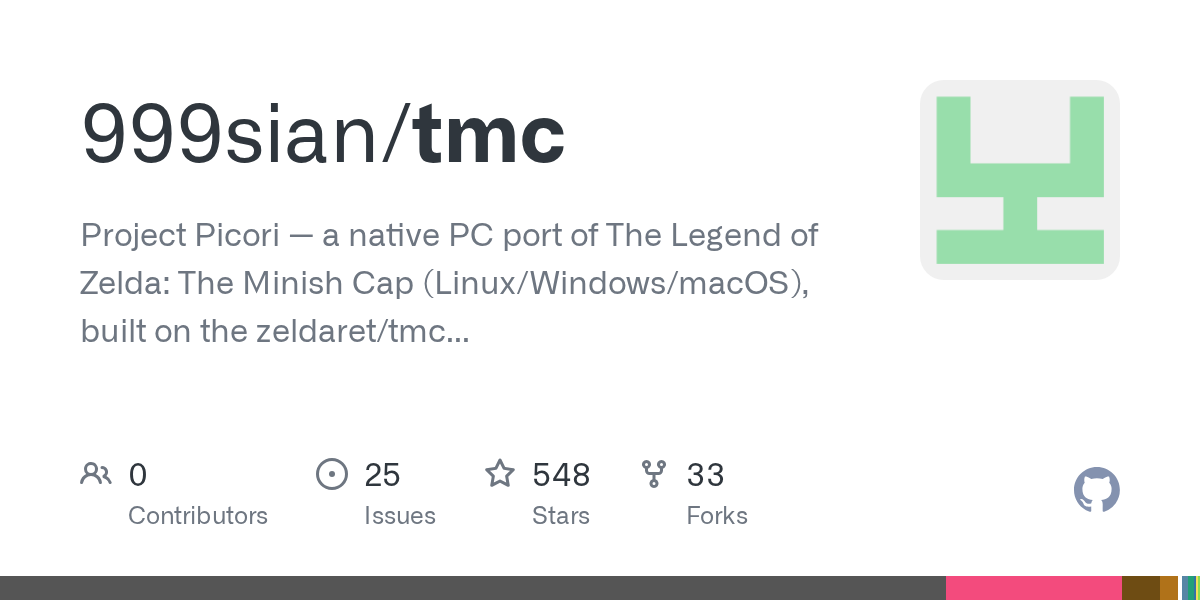 999sian/tmc
Project Picori — a native PC port of The Legend of
Zelda: The Minish Cap (Linux/Windows/macOS),
built on the zeldaret/tmc...
0 25 548 33
Contributors Issues Stars Forks